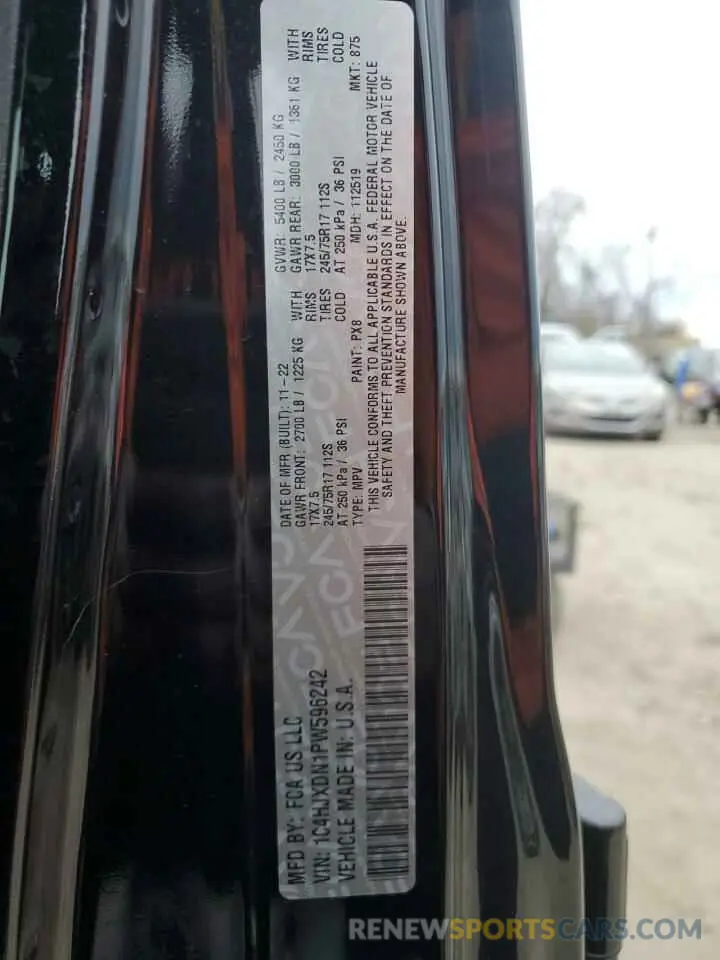 MFD BY: FCA US LLC
VIN: 1C4HJXDN1PW596242
VEHICLE MADE IN: U.S.A.
DATE OF MFR (BUILT): 11-22
GAWR FRONT: 2700 LB / 1225 KG WITH
17X7.5 RIMS
245/75R17 112S TIRES
AT 250 kPa / 36 PSI COLD
TYPE: MPV PAINT: PX8 MDH: 112519 MKT: 875
GVWR: 5400 LB / 2450 KG
GAWR REAR: 3000 LB / 1361 KG WITH
17X7.5 RIMS
245/75R17 112S TIRES
AT 250 kPa / 36 PSI COLD
THIS VEHICLE CONFORMS TO ALL APPLICABLE U.S.A. FEDERAL MOTOR VEHICLE
SAFETY AND THEFT PREVENTION STANDARDS IN EFFECT ON THE DATE OF
MANUFACTURE SHOWN ABOVE.
RENEWSPORTSCARS.COM